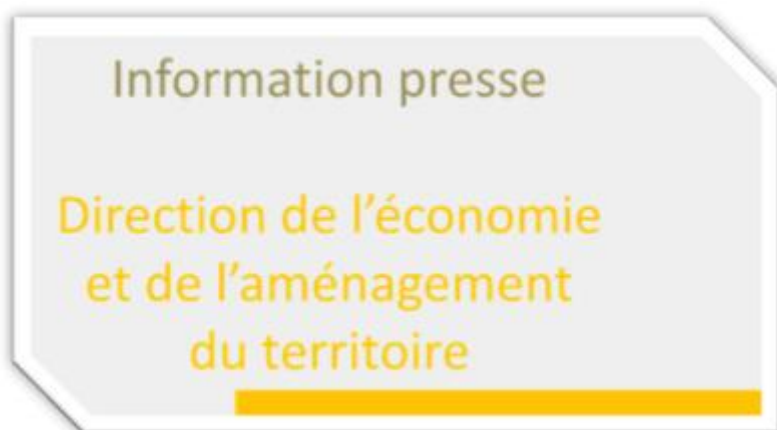 Information presse
Direction de l’économie
et de l’aménagement
du territoire